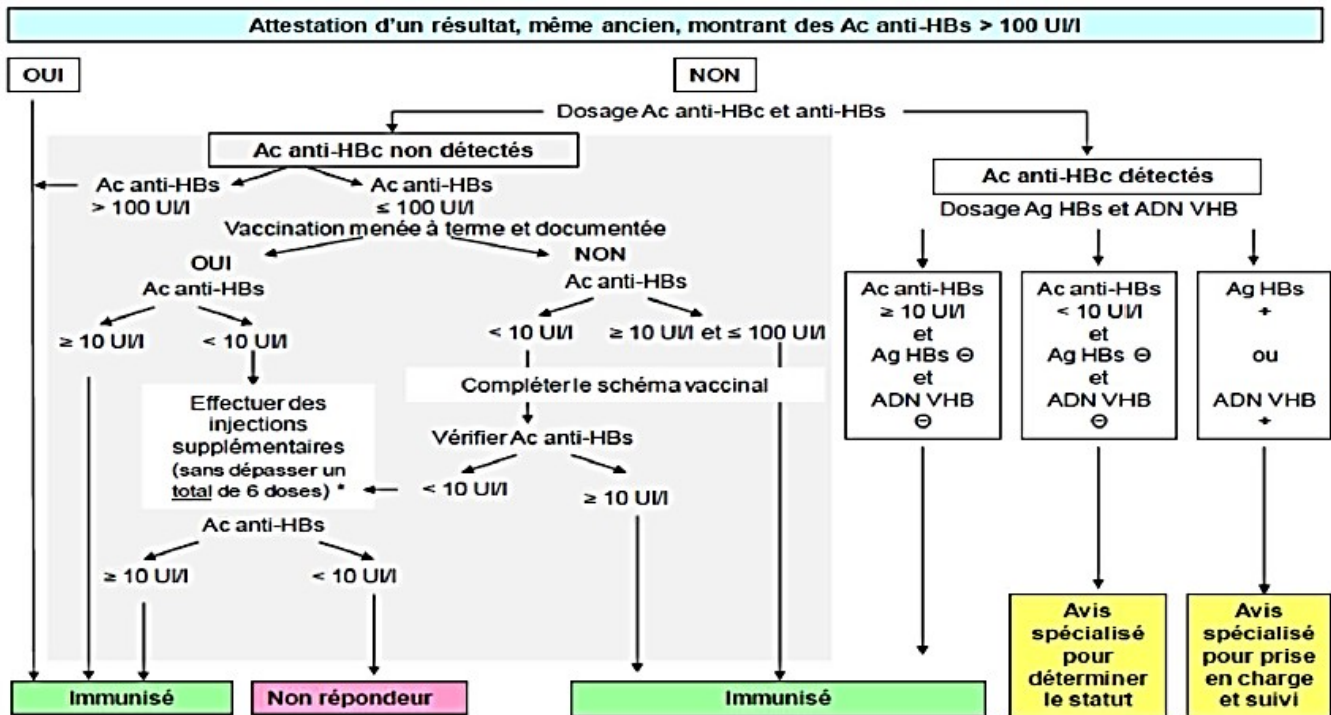 Attestation d'un résultat, même ancien, montrant des Ac anti-HBs > 100 UI/l
OUI
NON
Dosage Ac anti-HBc et anti-HBs
Ac anti-HBc non détectés
Ac anti-HBs
> 100 UI/l
Ac anti-HBs
≤ 100 UI/l
Vaccination menée à terme et documentée
OUI
Ac anti-HBs
≥ 10 UI/l
< 10 UI/l
Effectuer des
injections
supplémentaires
(sans dépasser un
total de 6 doses) *
Ac anti-HBs
≥ 10 UI/l
< 10 UI/l
NON
Ac anti-HBs
< 10 UI/l
≥ 10 UI/l et ≤ 100 UI/l
Compléter le schéma vaccinal
Vérifier Ac anti-HBs
< 10 UI/l
≥ 10 UI/l
Ac anti-HBc détectés
Dosage Ag HBs et ADN VHB
Ac anti-HBs
≥ 10 UI/l
et
Ag HBs ⊖
et
ADN VHB
⊖
Ac anti-HBs
< 10 UI/l
et
Ag HBs ⊖
et
ADN VHB
⊖
Ag HBs
+
ou
ADN VHB
+
Immunisé
Non répondeur
Immunisé
Avis
spécialisé
pour
déterminer
le statut
Avis
spécialisé
pour prise
en charge
et suivi